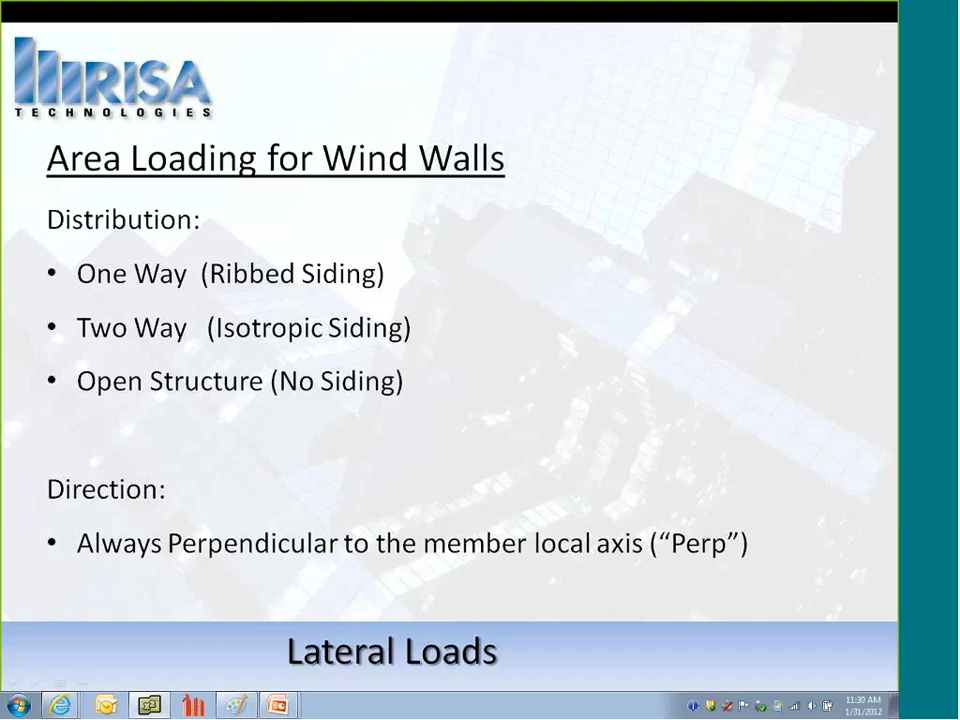 RISA
TECHNOLOGIES
Area Loading for Wind Walls
Distribution:
• One Way (Ribbed Siding)
• Two Way (Isotropic Siding)
• Open Structure (No Siding)
Direction:
• Always Perpendicular to the member local axis (“Perp”)
Lateral Loads
11:30 AM
1/31/2012